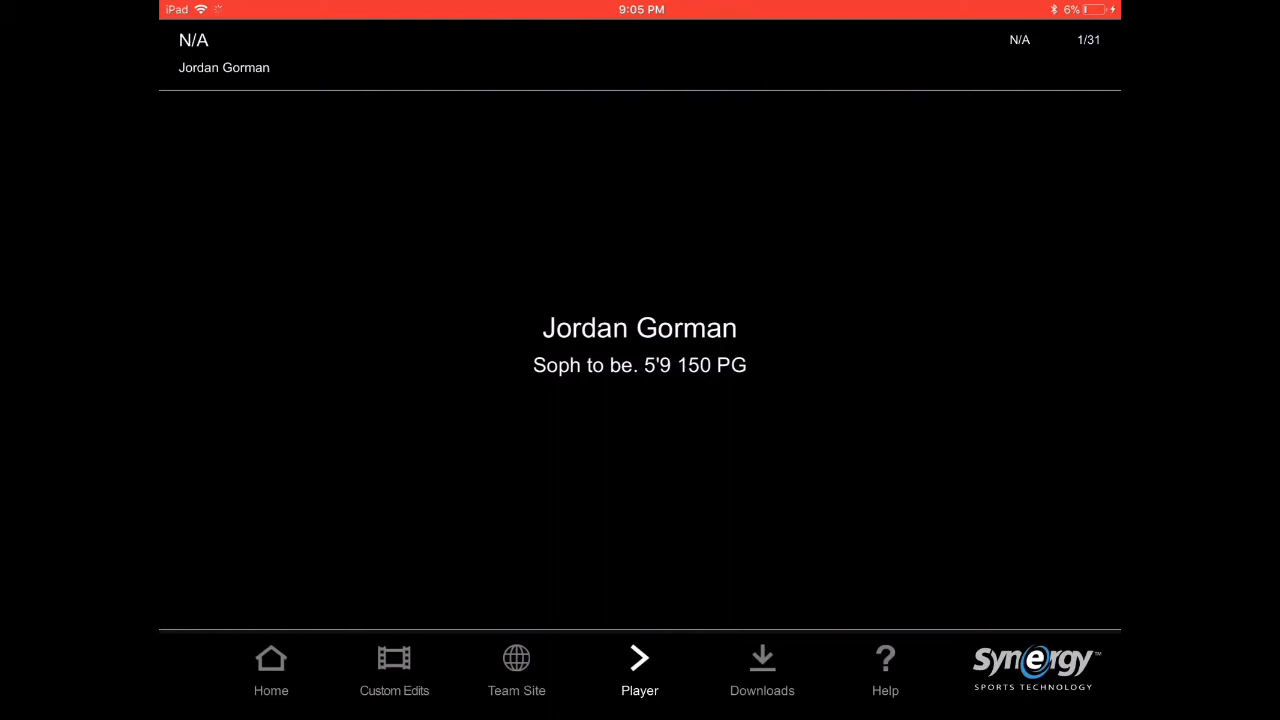 iPad 9:05 PM 6%
N/A N/A 1/31
Jordan Gorman
Jordan Gorman
Soph to be. 5'9 150 PG
Home Custom Edits Team Site Player Downloads Help
Synergy™
SPORTS TECHNOLOGY